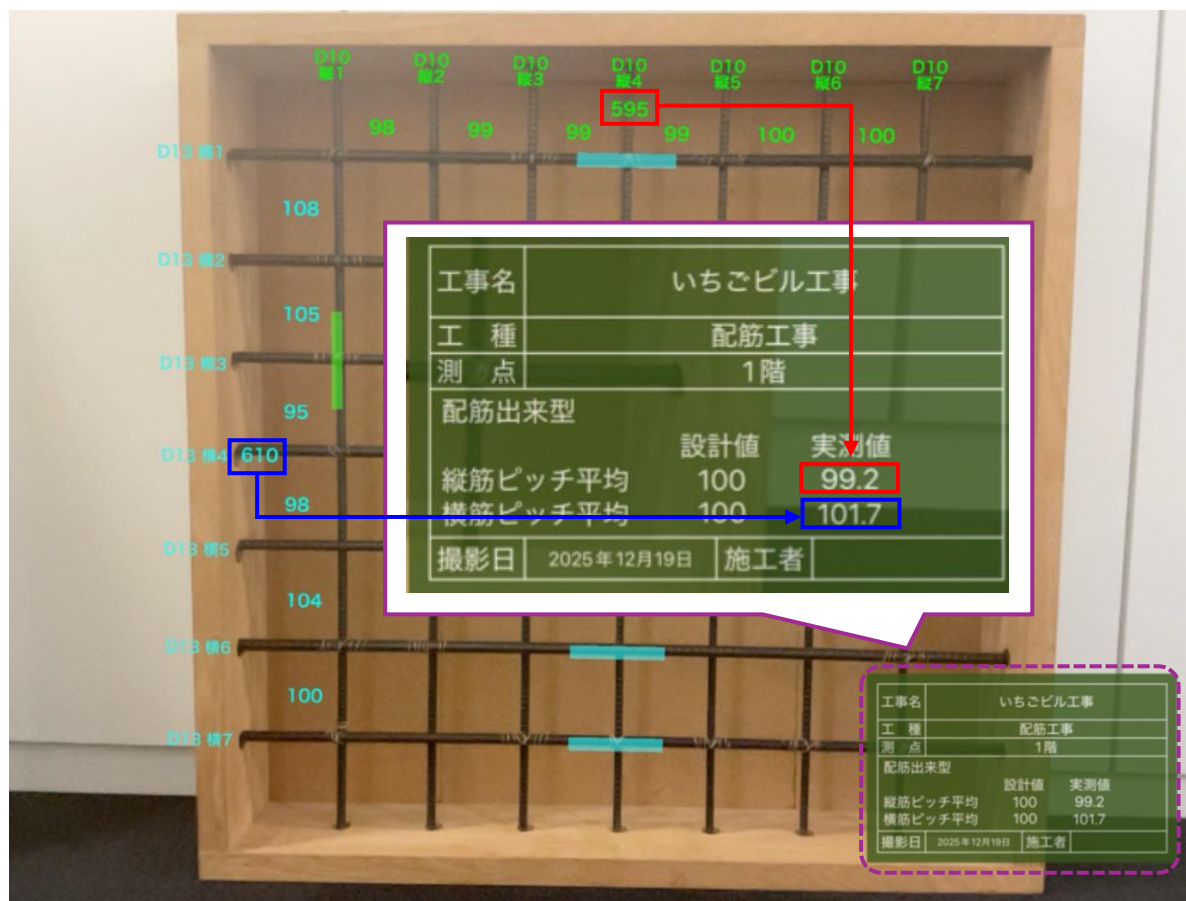 D10 D10 D10 D10 D10 D10 D10
縦1 縦2 縦3 縦4 縦5 縦6 縦7
595
98 99 99 99 100 100
D13 横1
108
D13 横2
105
D13 横3
95
D13 横4 610
98
D13 横5
104
D13 横6
100
D13 横7
工事名 いちごビル工事
工 種 配筋工事
測 点 1階
配筋出来型
設計値 実測値
縦筋ピッチ平均 100 99.2
横筋ピッチ平均 100 101.7
撮影日 2025年12月19日 施工者
工事名 いちごビル工事
工 種 配筋工事
測 点 1階
配筋出来型
設計値 実測値
縦筋ピッチ平均 100 99.2
横筋ピッチ平均 100 101.7
撮影日 2025年12月19日 施工者